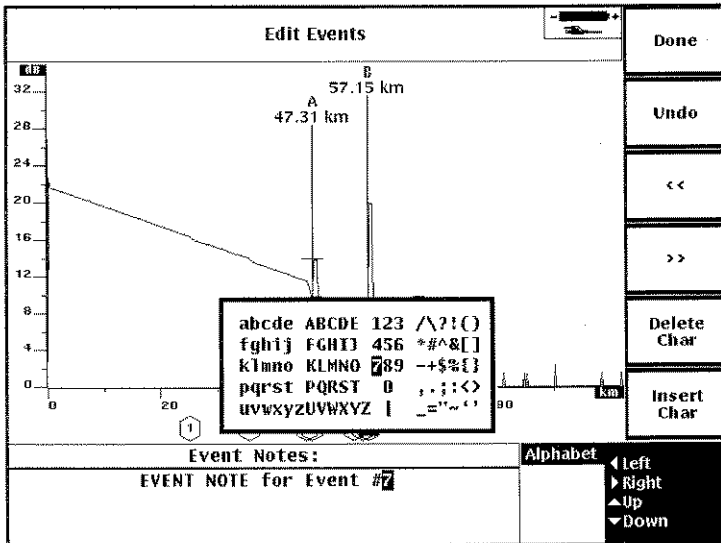 Edit Events
- +
Done
Undo
<<
>>
Delete
Char
Insert
Char
dB
32
28
24
20
16
12
8
4
0
A
47.31 km
B
57.15 km
0
20
90
km
1
abcde ABCDE 123 /\?!()
fghij FGHIJ 456 *#^&[]
klmno KLMNO 789 -+$%{}
pqrst PQRST 0 ,.;:<>
uvwxyzUVWXYZ | _="~‘’
Event Notes:
EVENT NOTE for Event #7
Alphabet
Left
Right
Up
Down